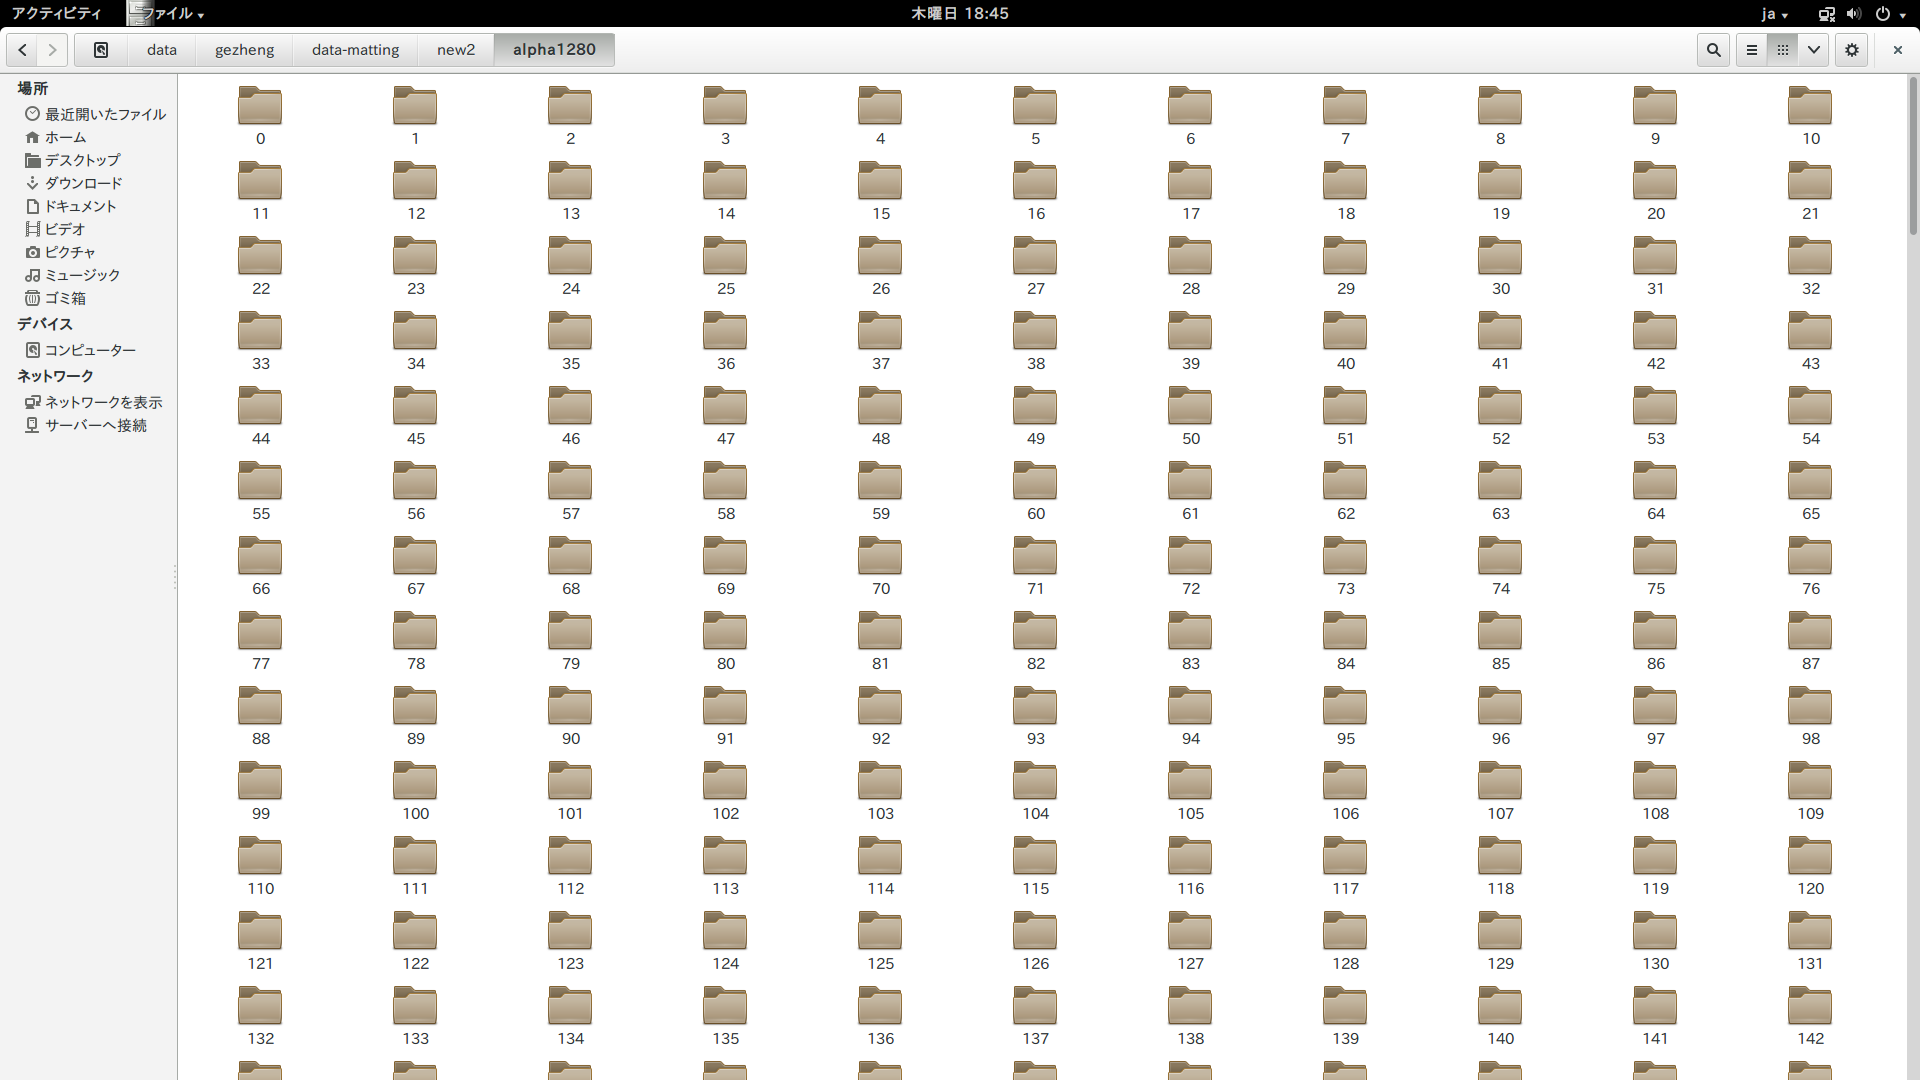 アクティビティ ファイル 木曜日 18:45 ja
data gezheng data-matting new2 alpha1280
場所
最近開いたファイル
ホーム
デスクトップ
ダウンロード
ドキュメント
ビデオ
ピクチャ
ミュージック
ゴミ箱
デバイス
コンピューター
ネットワーク
ネットワークを表示
サーバーへ接続
0 1 2 3 4 5 6 7 8 9 10
11 12 13 14 15 16 17 18 19 20 21
22 23 24 25 26 27 28 29 30 31 32
33 34 35 36 37 38 39 40 41 42 43
44 45 46 47 48 49 50 51 52 53 54
55 56 57 58 59 60 61 62 63 64 65
66 67 68 69 70 71 72 73 74 75 76
77 78 79 80 81 82 83 84 85 86 87
88 89 90 91 92 93 94 95 96 97 98
99 100 101 102 103 104 105 106 107 108 109
110 111 112 113 114 115 116 117 118 119 120
121 122 123 124 125 126 127 128 129 130 131
132 133 134 135 136 137 138 139 140 141 142